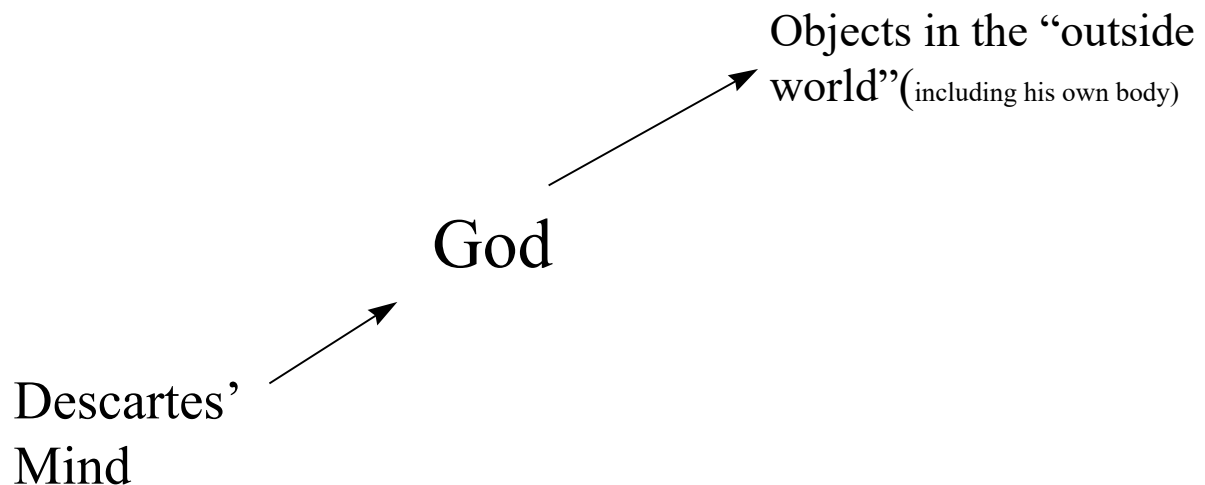 Objects in the “outside
world”(including his own body)
God
Descartes’
Mind